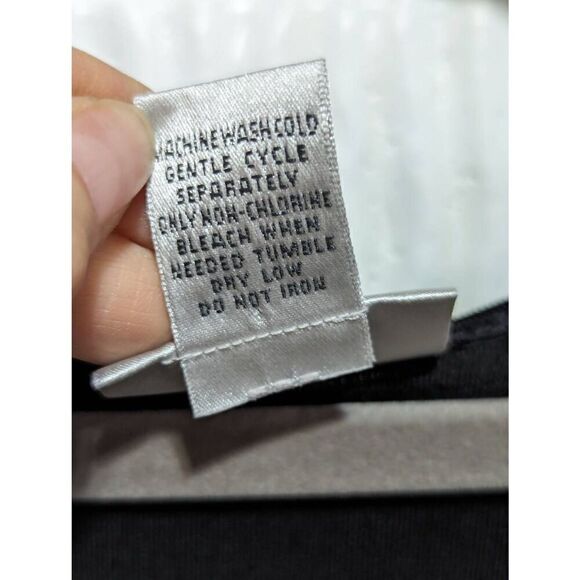 MACHINE WASH COLD
GENTLE CYCLE
SEPARATELY
ONLY NON-CHLORINE
BLEACH WHEN
NEEDED TUMBLE
DRY LOW
DO NOT IRON